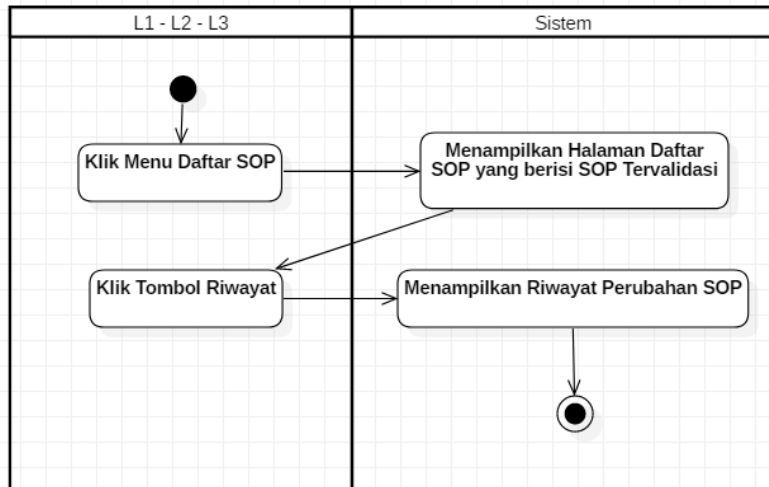 L1 - L2 - L3
Sistem
Klik Menu Daftar SOP
Menampilkan Halaman Daftar
SOP yang berisi SOP Tervalidasi
Klik Tombol Riwayat
Menampilkan Riwayat Perubahan SOP